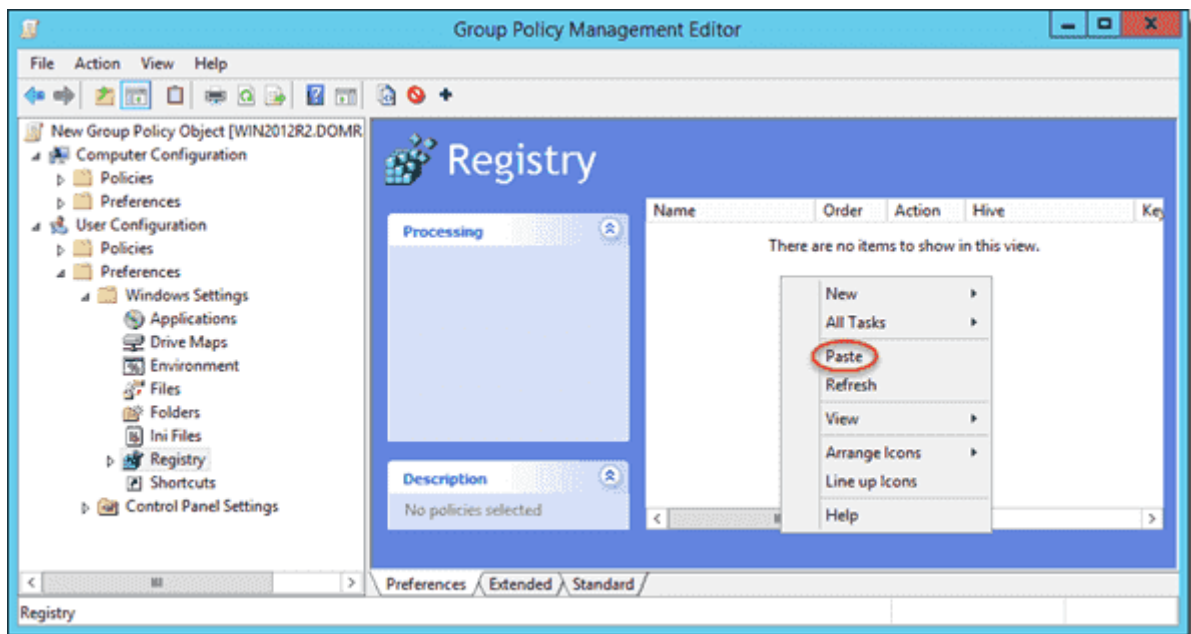 Group Policy Management Editor
File Action View Help
New Group Policy Object [WIN2012R2.DOMR
Computer Configuration
Policies
Preferences
User Configuration
Policies
Preferences
Windows Settings
Applications
Drive Maps
Environment
Files
Folders
Ini Files
Registry
Shortcuts
Control Panel Settings
Registry
Processing
Description
No policies selected
Name Order Action Hive Key
There are no items to show in this view.
New
All Tasks
Paste
Refresh
View
Arrange Icons
Line up Icons
Help
Preferences Extended Standard
Registry